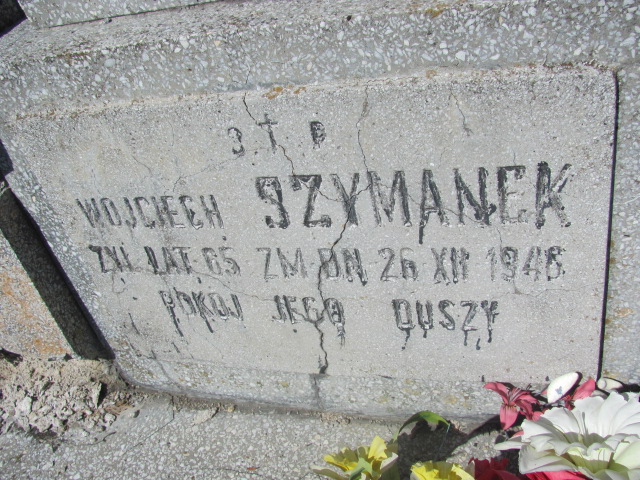 Ś. T P
WOJCIECH SZYMANEK
ŻYŁ LAT 65 ZM DN 26 XII 1946
POKÓJ JEGO DUSZY